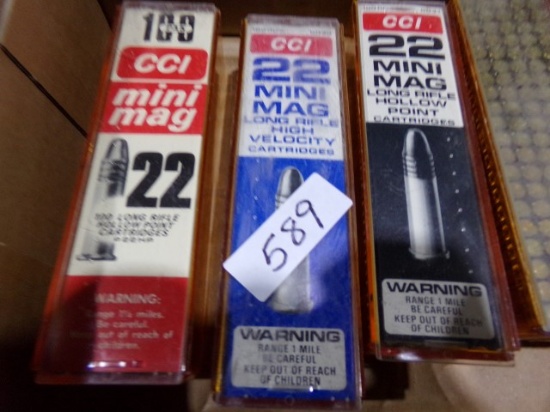 100
CCI
mini
mag
22
100 LONG RIFLE
HOLLOW POINT
CARTRIDGES
WARNING:
Range 1¼ miles.
Be careful.
out of reach of
children.
CCI
22
MINI
MAG
LONG RIFLE
HIGH
VELOCITY
CARTRIDGES
589
WARNING
RANGE 1 MILE
BE CAREFUL
KEEP OUT OF REACH
OF CHILDREN
CCI
22
MINI
MAG
LONG RIFLE
HOLLOW
POINT
CARTRIDGES
WARNING
RANGE 1 MILE
BE CAREFUL
KEEP OUT OF REACH
OF CHILDREN